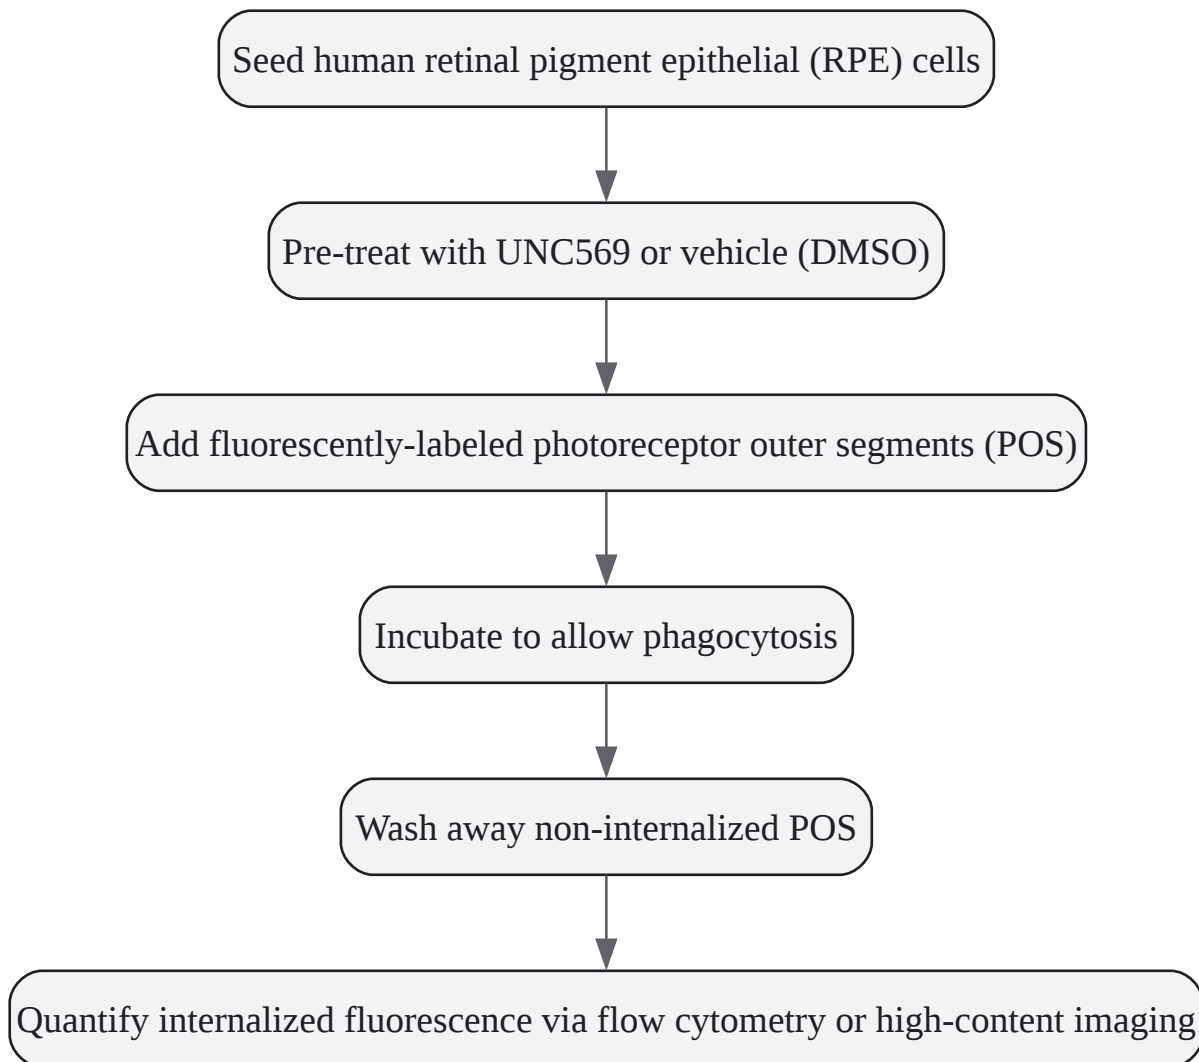 Seed human retinal pigment epithelial (RPE) cells
Pre-treat with UNC569 or vehicle (DMSO)
Add fluorescently-labeled photoreceptor outer segments (POS)
Incubate to allow phagocytosis
Wash away non-internalized POS
Quantify internalized fluorescence via flow cytometry or high-content imaging